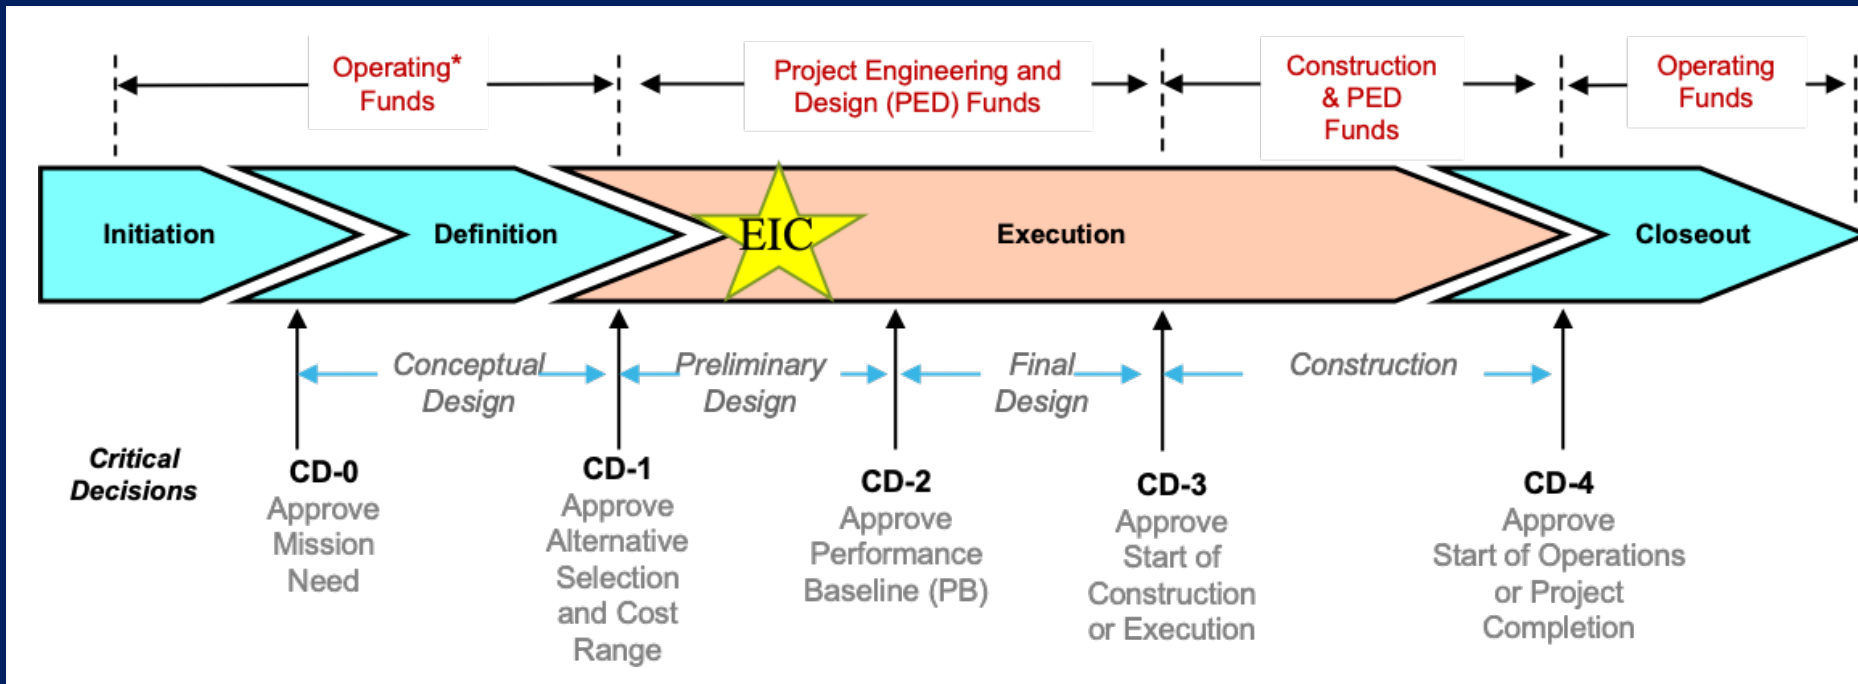 Operating*
Funds
Project Engineering and
Design (PED) Funds
Construction
& PED
Funds
Operating
Funds
Initiation
Definition
EIC
Execution
Closeout
Conceptual
Design
Preliminary
Design
Final
Design
Construction
Critical
Decisions
CD-0
Approve
Mission
Need
CD-1
Approve
Alternative
Selection
and Cost
Range
CD-2
Approve
Performance
Baseline (PB)
CD-3
Approve
Start of
Construction
or Execution
CD-4
Approve
Start of Operations
or Project
Completion